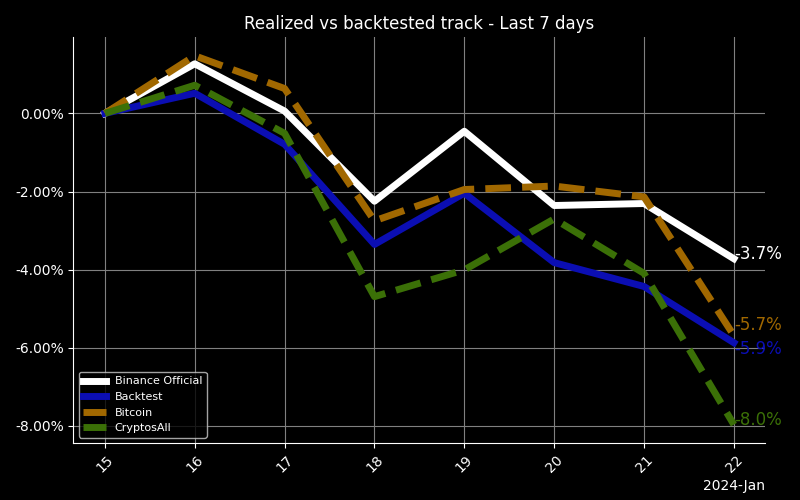 Realized vs backtested track - Last 7 days
0.00%
-2.00%
-4.00%
-6.00%
-8.00%
-3.7%
-5.7%
-5.9%
-8.0%
Binance Official
Backtest
Bitcoin
CryptosAll
15
16
17
18
19
20
21
22
2024-Jan